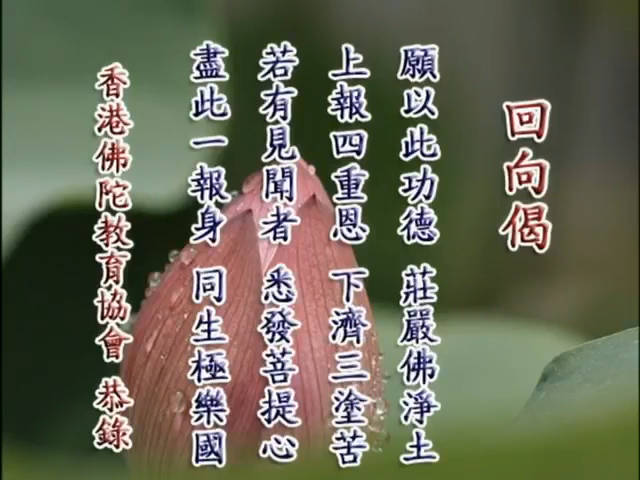 回向偈
願以此功德 莊嚴佛淨土
上報四重恩 下濟三塗苦
若有見聞者 悉發菩提心
盡此一報身 同生極樂國
香港佛陀教育協會 恭錄